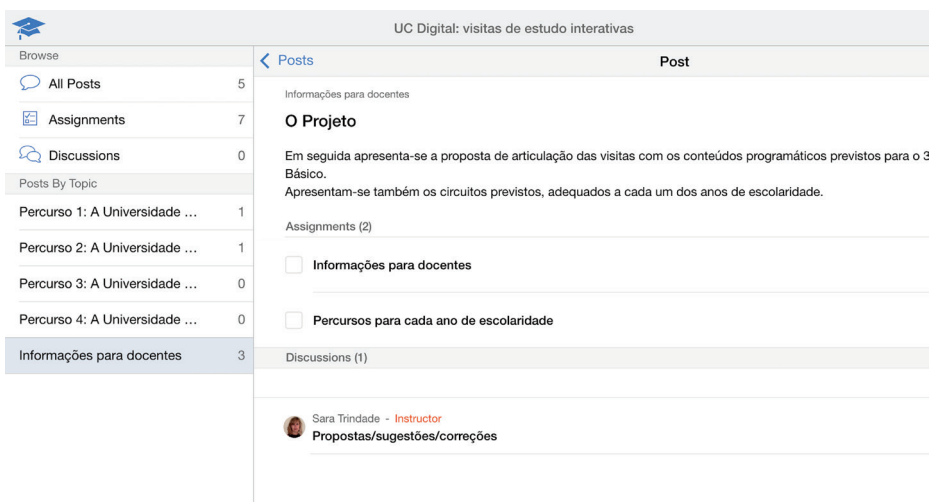 UC Digital: visitas de estudo interativas
Browse
All Posts 5
Assignments 7
Discussions 0
Posts By Topic
Percurso 1: A Universidade ... 1
Percurso 2: A Universidade ... 1
Percurso 3: A Universidade ... 0
Percurso 4: A Universidade ... 0
Informações para docentes 3
Posts
Post
Informações para docentes
O Projeto
Em seguida apresenta-se a proposta de articulação das visitas com os conteúdos programáticos previstos para o 3
Básico.
Apresentam-se também os circuitos previstos, adequados a cada um dos anos de escolaridade.
Assignments (2)
Informações para docentes
Percursos para cada ano de escolaridade
Discussions (1)
Sara Trindade - Instructor
Propostas/sugestões/correções